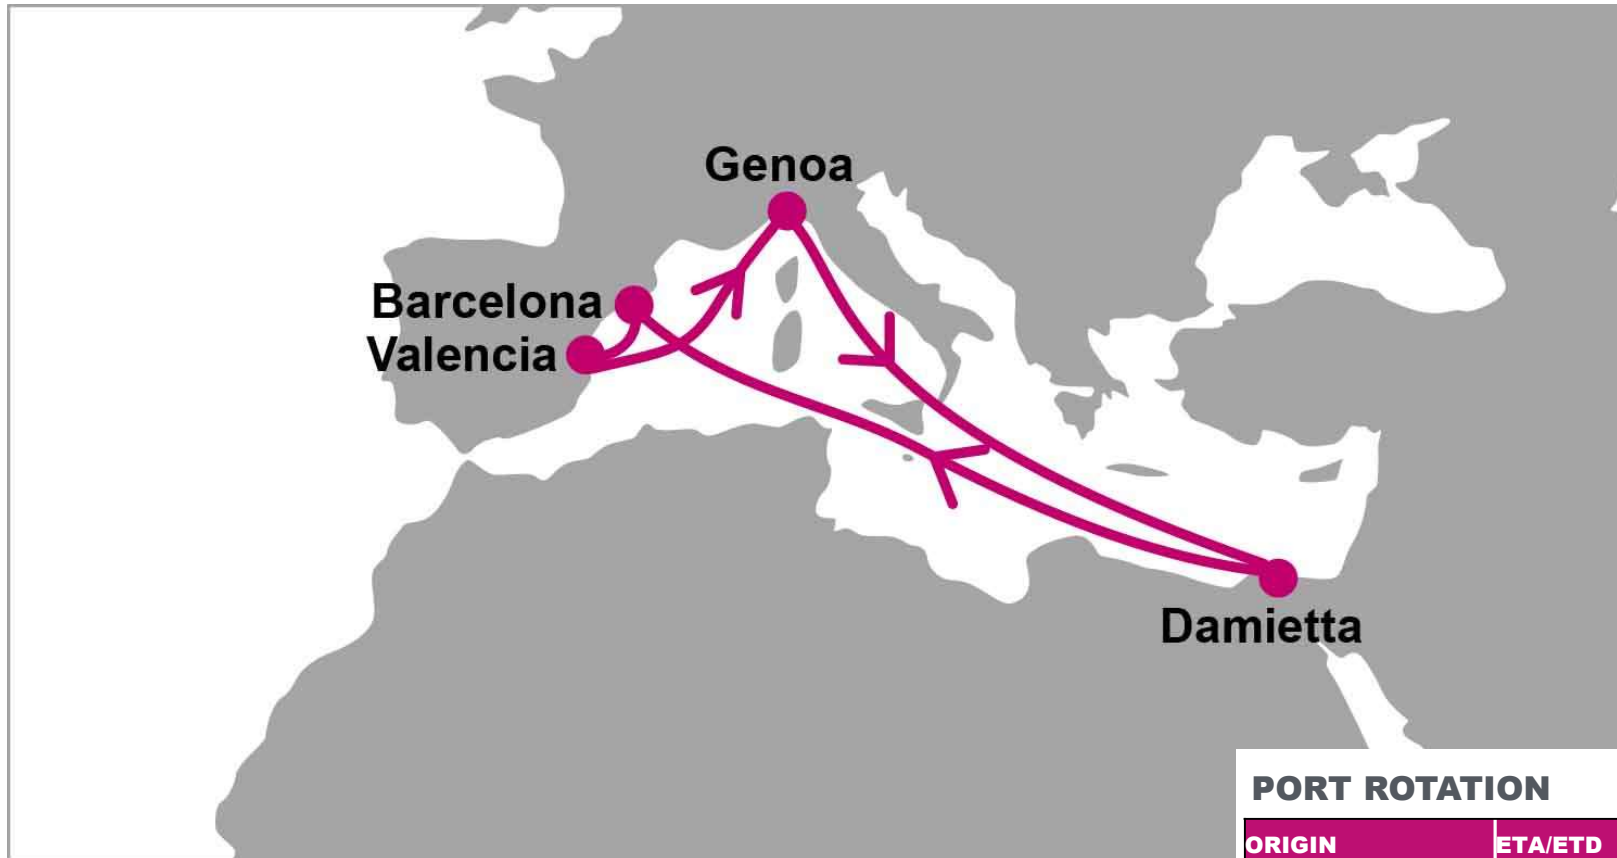 Genoa
Barcelona
Valencia
Damietta
PORT ROTATION
ORIGIN ETA/ETD